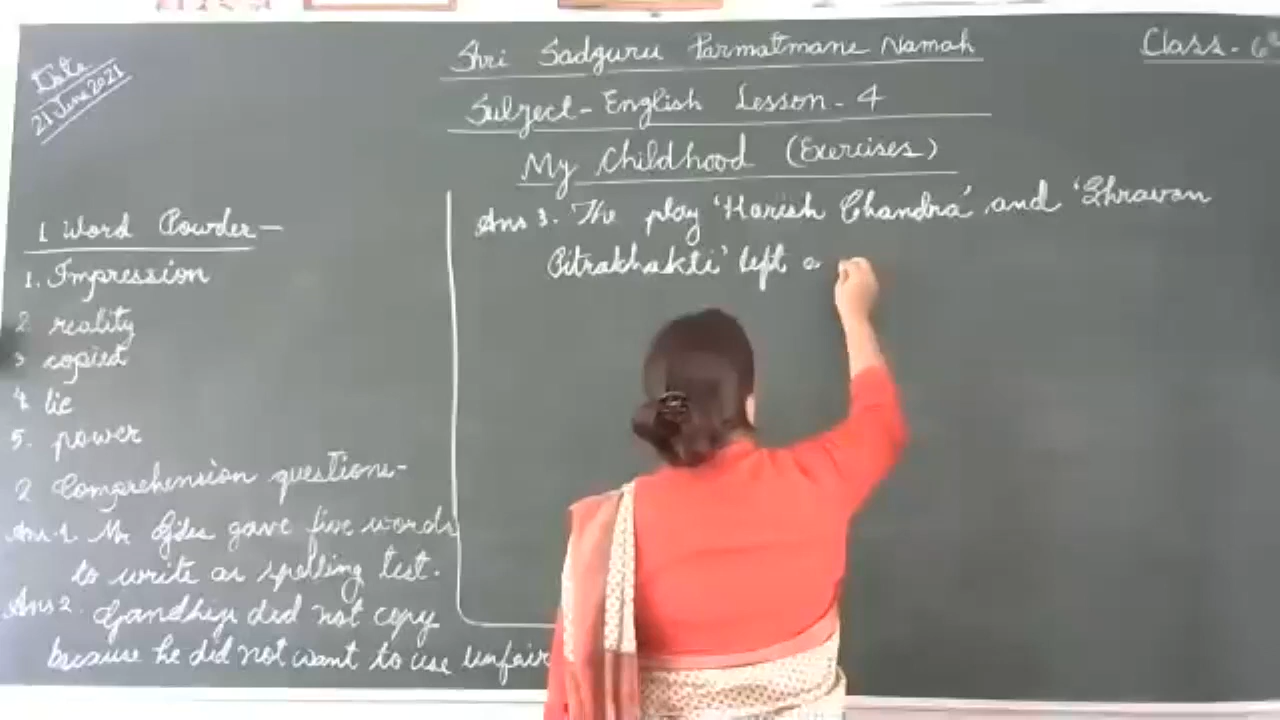 Date
21 June 2021
Shri Sadguru Parmatmane Namah
Class - 6th
Subject - English Lesson - 4
My Childhood (Exercises)
1 Word Powder -
1. Impression
2. reality
3 copied
4. lie
5. power
2 Comprehension questions -
Ans. 1. Mr Giles gave five words
to write as spelling test.
Ans 2. Gandhiji did not copy
because he did not want to use unfair
Ans 3. The play 'Harish Chandra' and 'Shravan
Pitrabhakti' left a